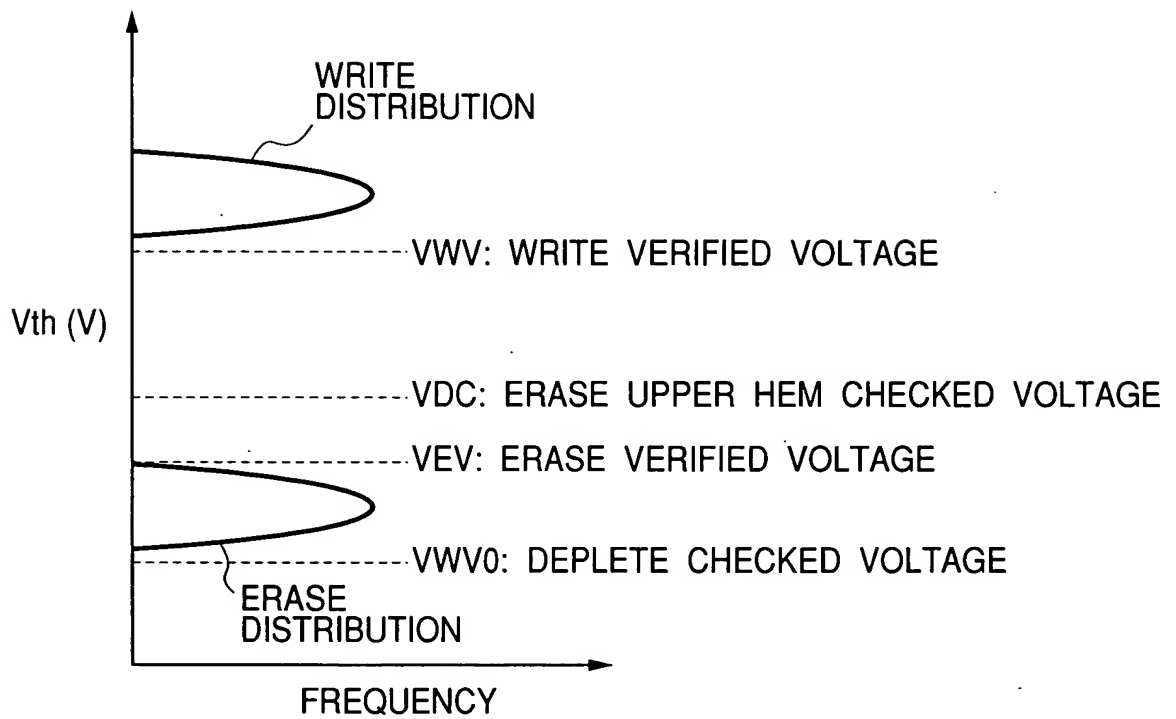 WRITE
DISTRIBUTION
VWV: WRITE VERIFIED VOLTAGE
Vth (V)
VDC: ERASE UPPER HEM CHECKED VOLTAGE
VEV: ERASE VERIFIED VOLTAGE
VWV0: DEPLETE CHECKED VOLTAGE
ERASE
DISTRIBUTION
FREQUENCY